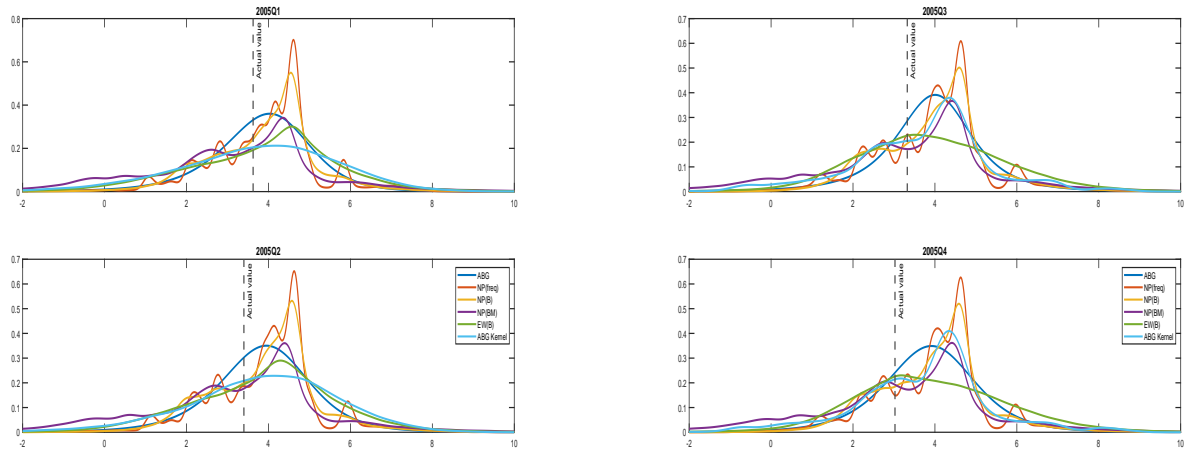 2005Q1
0.8
0.6
0.4
0.2
0
-2 0 2 4 6 8 10
Actual value
2005Q3
0.7
0.6
0.5
0.4
0.3
0.2
0.1
0
-2 0 2 4 6 8 10
Actual value
2005Q2
0.7
0.6
0.5
0.4
0.3
0.2
0.1
0
-2 0 2 4 6 8 10
Actual value
ABG
NP(freq)
NP(B)
NP(BM)
EW(B)
ABG Kernel
2005Q4
0.7
0.6
0.5
0.4
0.3
0.2
0.1
0
-2 0 2 4 6 8 10
Actual value
ABG
NP(freq)
NP(B)
NP(BM)
EW(B)
ABG Kernel